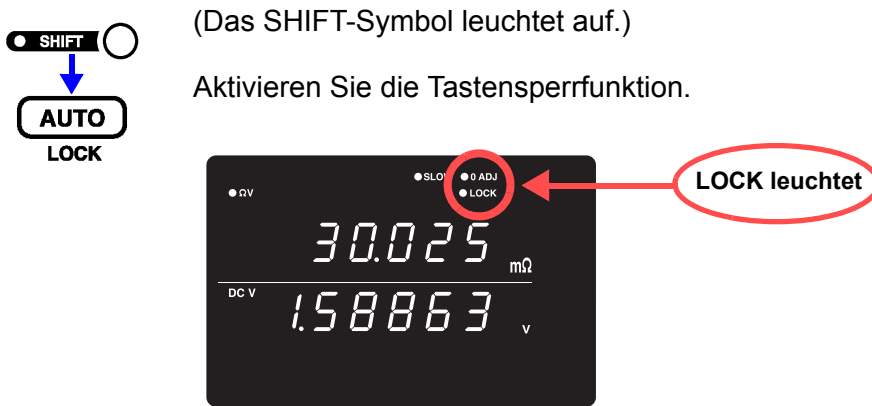 (Das SHIFT-Symbol leuchtet auf.)
SHIFT
Aktivieren Sie die Tastensperrfunktion.
AUTO
LOCK
SLO 0 ADJ
ΩV LOCK
LOCK leuchtet
30.025 mΩ
DC V
1.58863 V